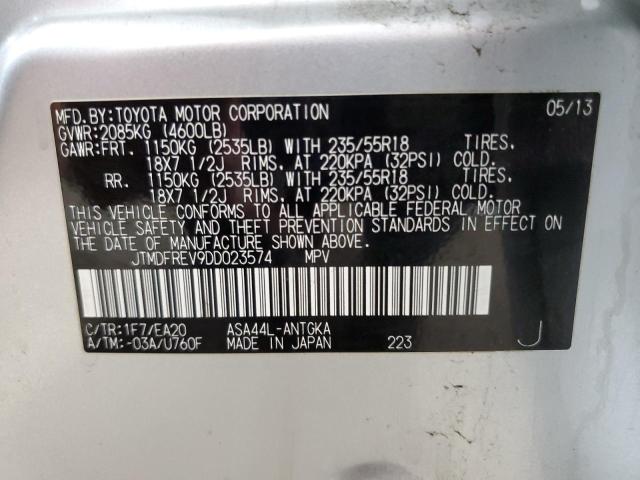 MFD.BY:TOYOTA MOTOR CORPORATION 05/13
GVWR:2085KG (4600LB)
GAWR:FRT. 1150KG (2535LB) WITH 235/55R18 TIRES.
18X7 1/2J RIMS. AT 220KPA (32PSI) COLD.
RR. 1150KG (2535LB) WITH 235/55R18 TIRES.
18X7 1/2J RIMS. AT 220KPA (32PSI) COLD.
THIS VEHICLE CONFORMS TO ALL APPLICABLE FEDERAL MOTOR
VEHICLE SAFETY AND THEFT PREVENTION STANDARDS IN EFFECT ON
THE DATE OF MANUFACTURE SHOWN ABOVE.
JTMDFREV9DD023574 MPV
C/TR:1F7/EA20 ASA44L-ANTGKA
A/TM:-03A/U760F MADE IN JAPAN 223 J